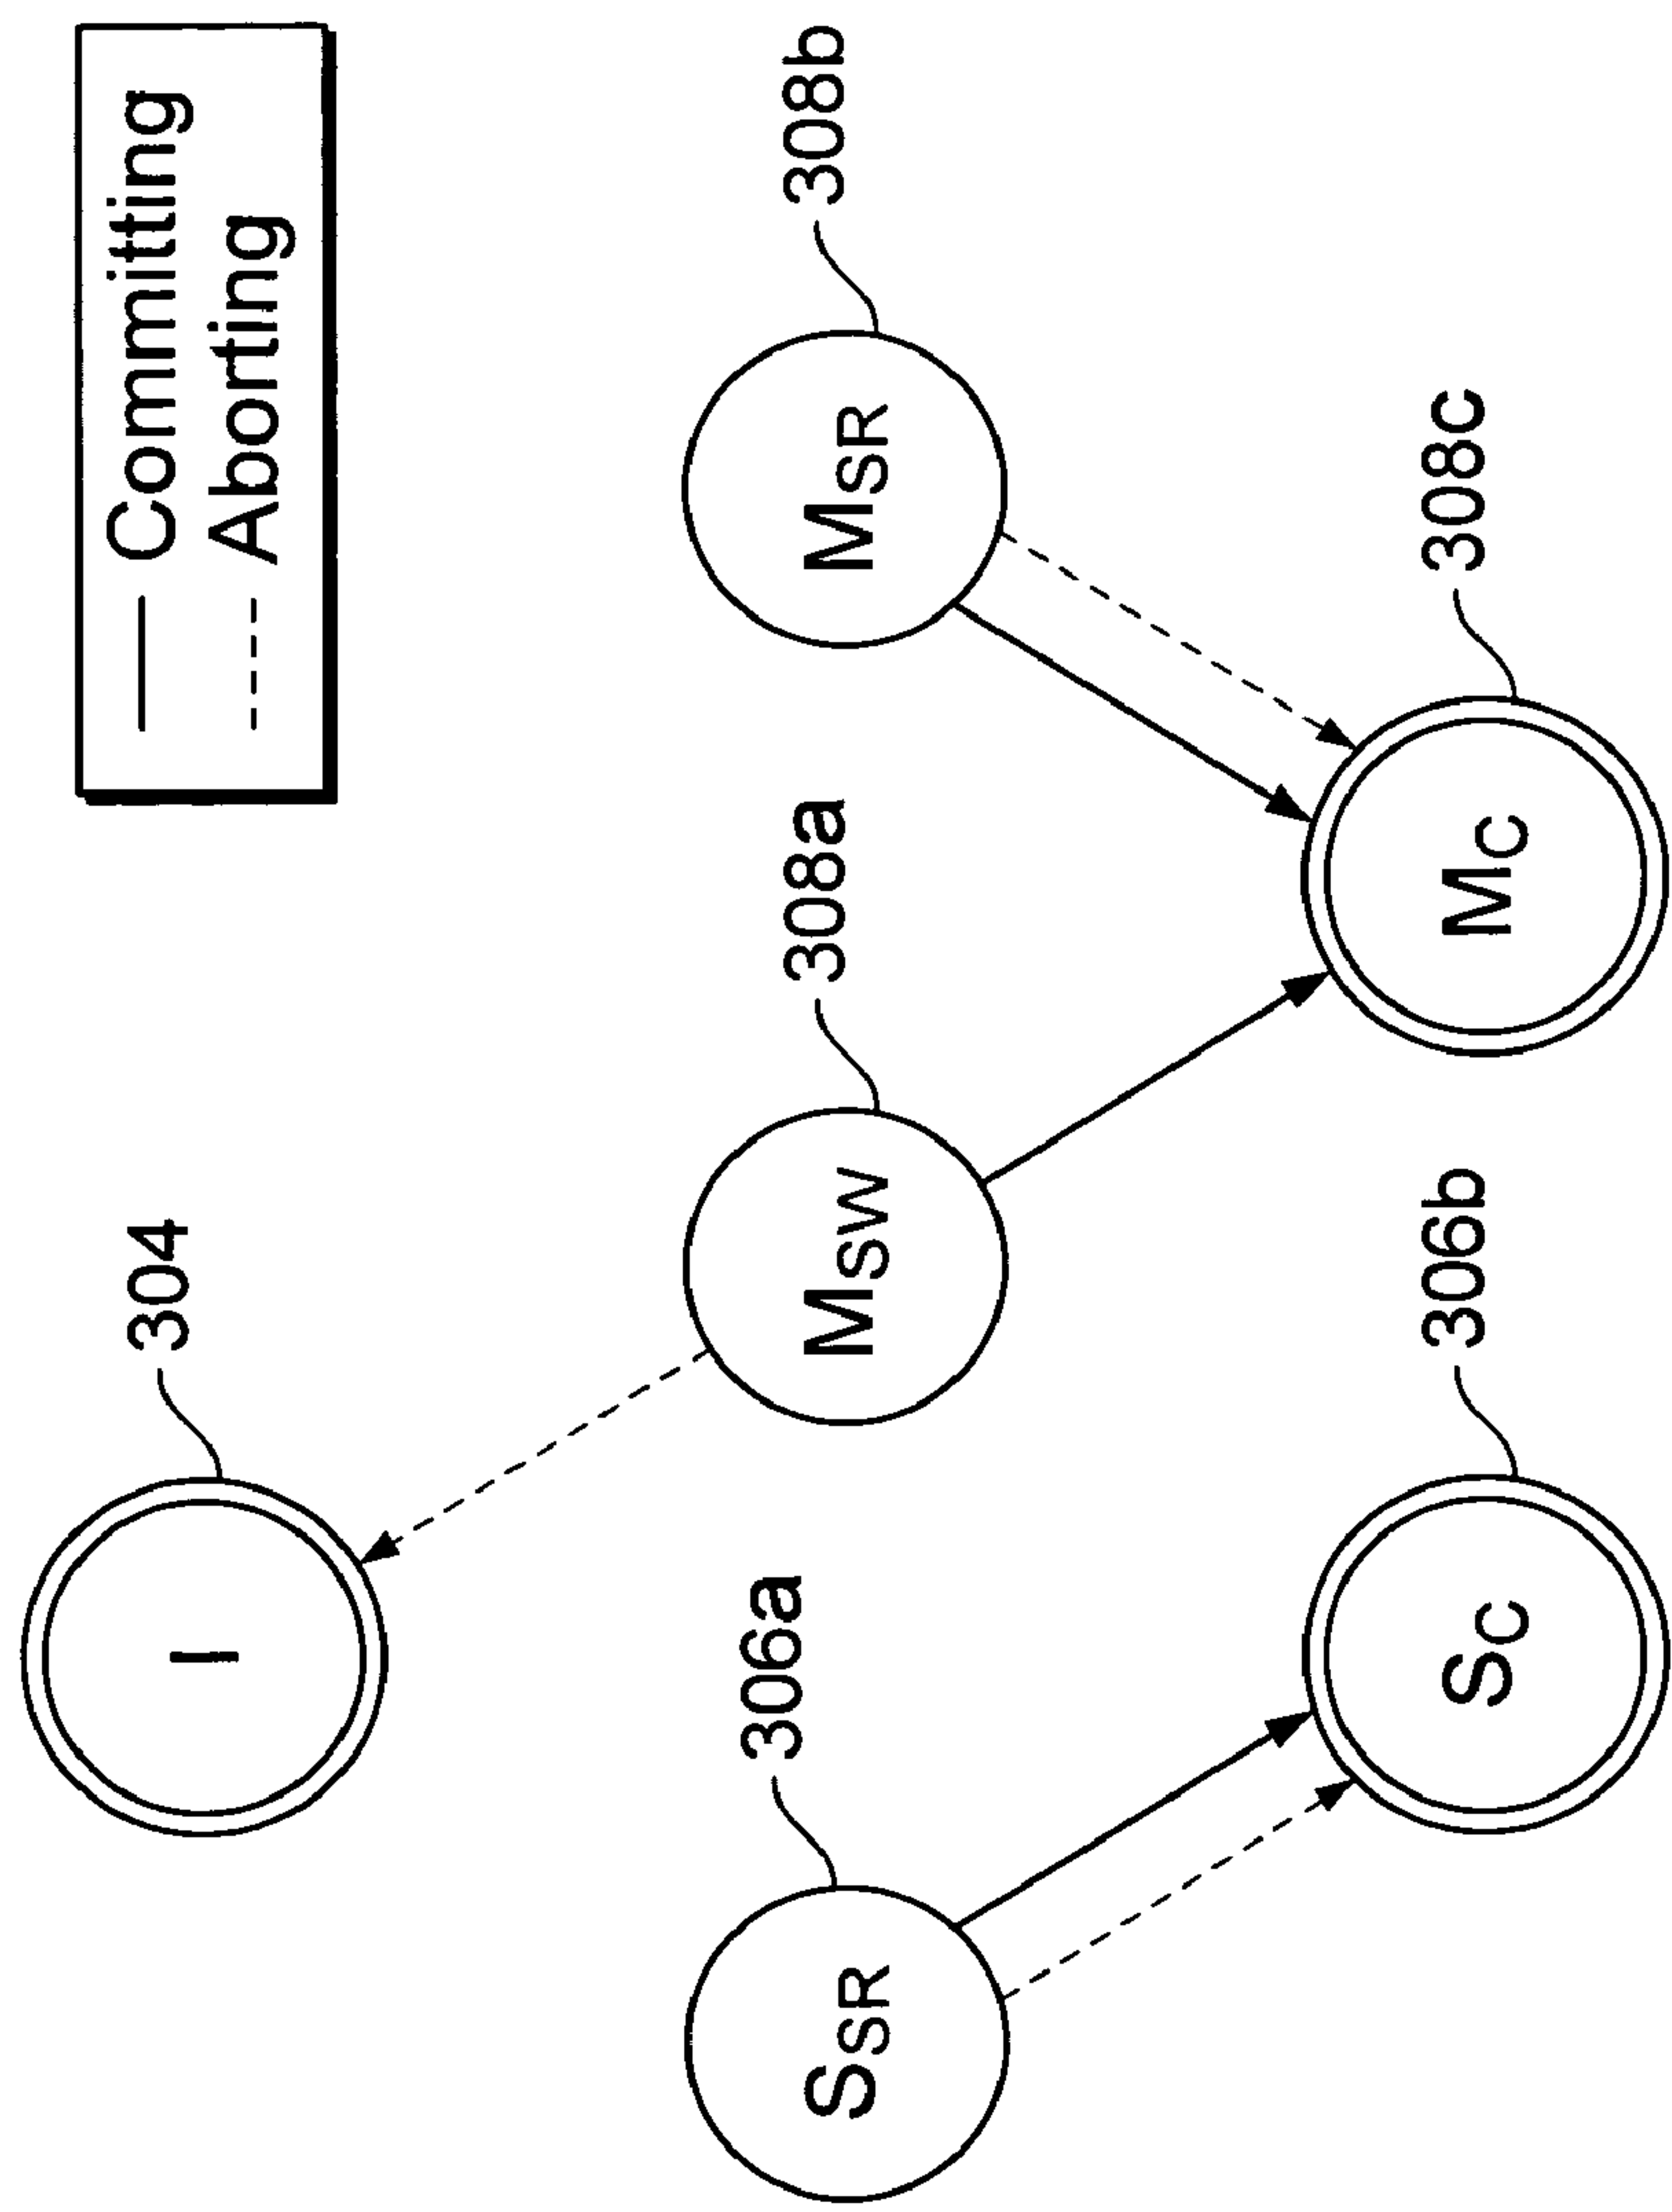 304
I
Committing
Aborting
306a
308a
308b
SSR
MSW
MSR
306b
308c
SC
MC